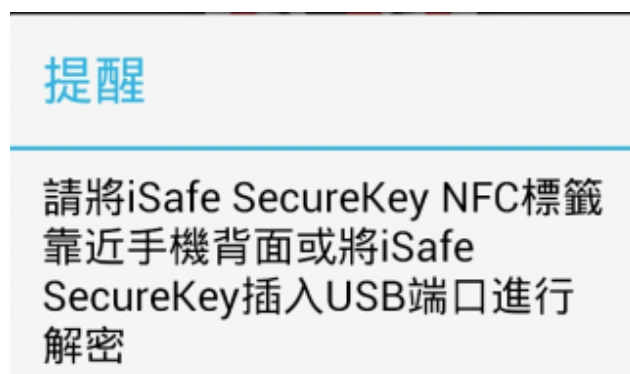 提醒
請將iSafe SecureKey NFC標籤
靠近手機背面或將iSafe
SecureKey插入USB端口進行
解密